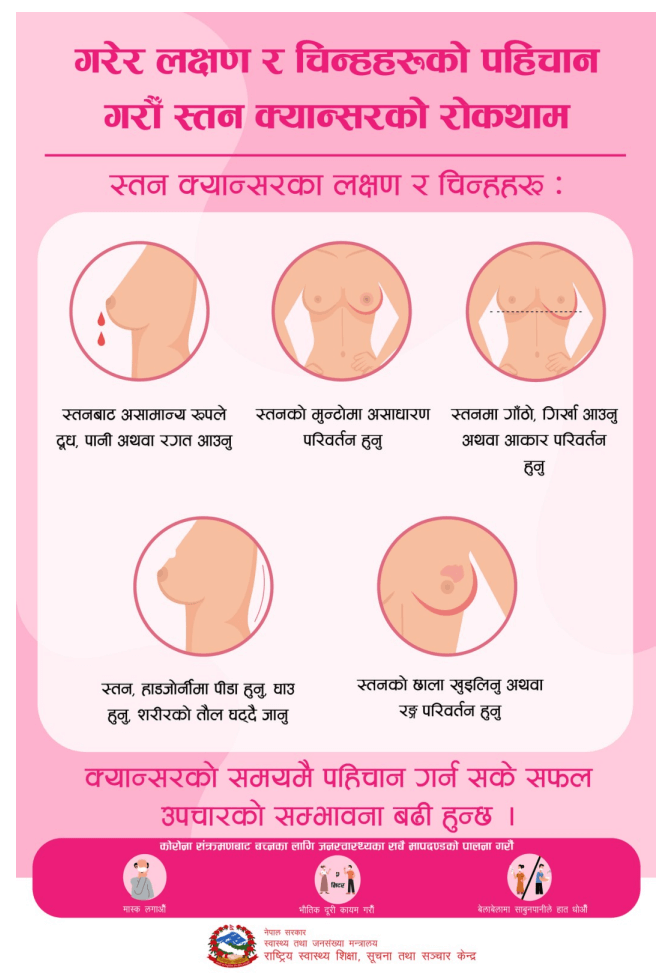 गरेर लक्षण र चिन्हहरुको पहिचान
गरौँ स्तन क्यान्सरको रोकथाम
स्तन क्यान्सरका लक्षण र चिन्हहरू :
स्तनबाट असामान्य रूपले
दूध, पानी अथवा रगत आउनु
स्तनको मुन्टोमा असाधारण
परिवर्तन हुनु
स्तनमा गाँठो, गिर्खा आउनु
अथवा आकार परिवर्तन
हुनु
स्तन, हाडजोर्नीमा पीडा हुनु, घाउ
हुनु, शरीरको तौल घट्दै जानु
स्तनको छाला खुइलिनु अथवा
रङ्ग परिवर्तन हुनु
क्यान्सरको समयमै पहिचान गर्न सके सफल
उपचारको सम्भावना बढी हुन्छ ।
कोरोना संक्रमणबाट बच्नका लागि जनस्वास्थ्यका सबै मापदण्डको पालना गरौं
२
मिटर
मास्क लगाऔं
भौतिक दूरी कायम गरौं
बेलाबेलामा साबुनपानीले हात धोऔं
नेपाल सरकार
स्वास्थ्य तथा जनसंख्या मन्त्रालय
राष्ट्रिय स्वास्थ्य शिक्षा, सूचना तथा सञ्चार केन्द्र